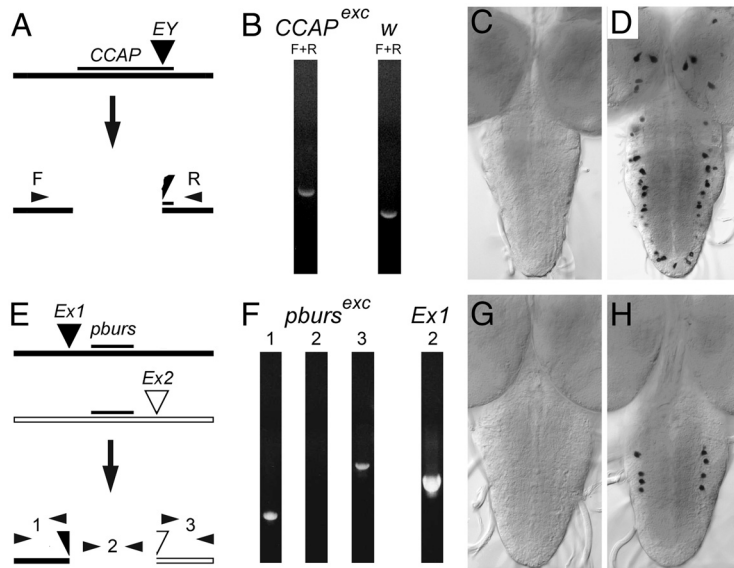 A
EY
CCAP
F
R
B
CCAP exc w
F+R F+R
C
D
E
Ex1
pburs
Ex2
1
2
3
F
pburs exc Ex1
1 2 3 2
G
H